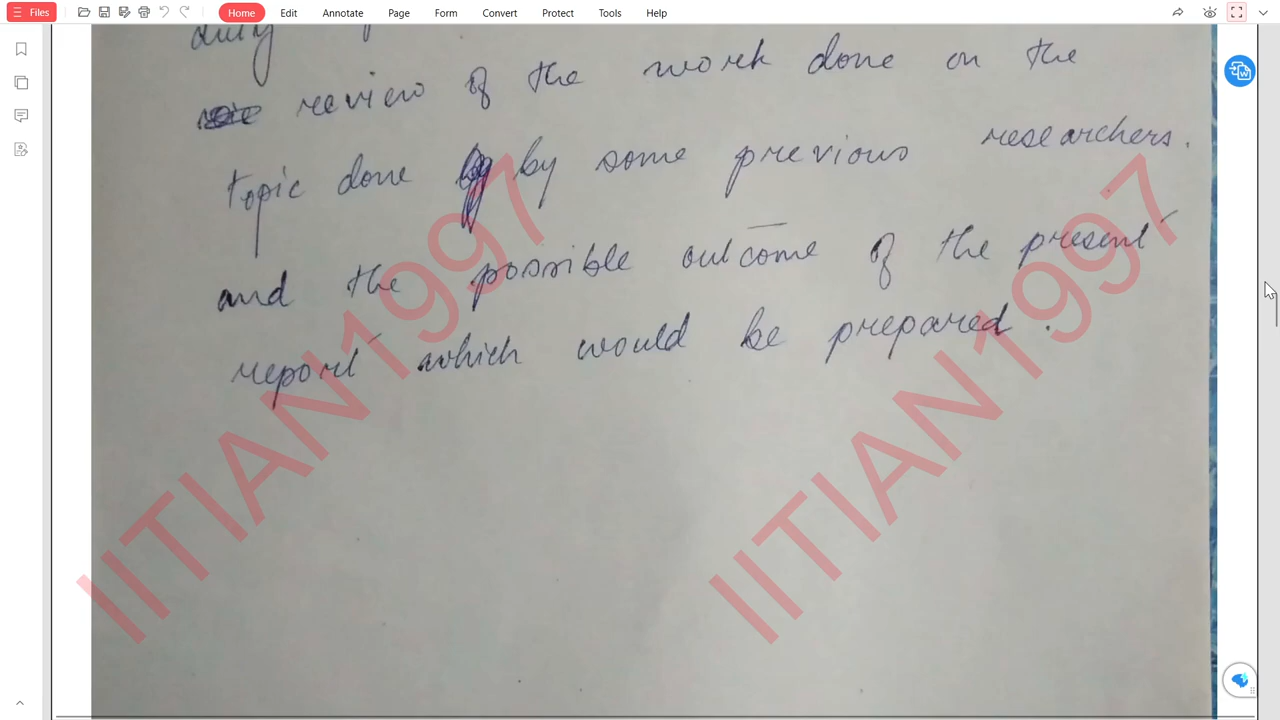 Files Home Edit Annotate Page Form Convert Protect Tools Help
review of the work done on the
topic done by some previous researchers.
and the possible outcome of the present
report which would be prepared.
IITIAN1997 IITIAN1997